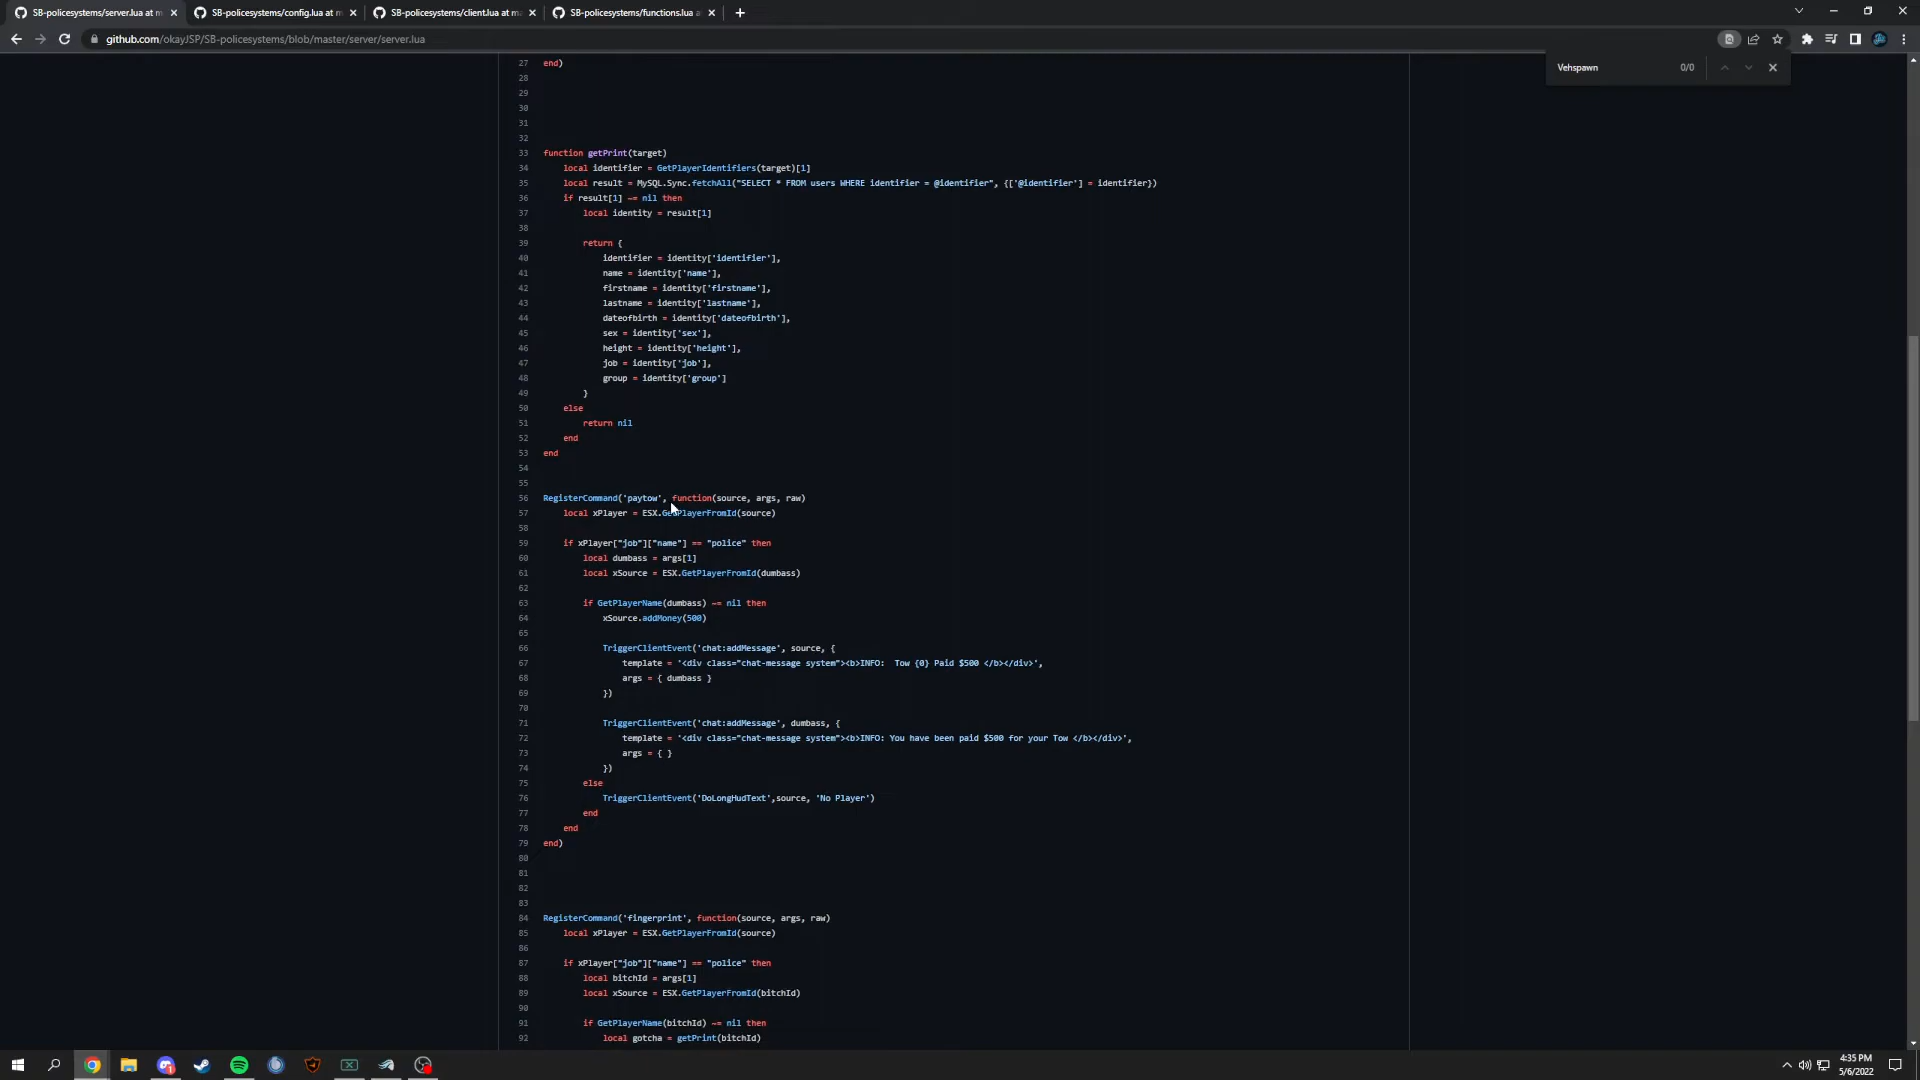 SB-policesystems/server.lua at m
SB-policesystems/config.lua at m
SB-policesystems/client.lua at m
SB-policesystems/functions.lua a
github.com/okayJSP/SB-policesystems/blob/master/server/server.lua
Vehspawn 0/0
27 end)
28
29
30
31
32
33 function getPrint(target)
34 local identifier = GetPlayerIdentifiers(target)[1]
35 local result = MySQL.Sync.fetchAll("SELECT * FROM users WHERE identifier = @identifier", {['@identifier'] = identifier})
36 if result[1] ~= nil then
37 local identity = result[1]
38
39 return {
40 identifier = identity['identifier'],
41 name = identity['name'],
42 firstname = identity['firstname'],
43 lastname = identity['lastname'],
44 dateofbirth = identity['dateofbirth'],
45 sex = identity['sex'],
46 height = identity['height'],
47 job = identity['job'],
48 group = identity['group']
49 }
50 else
51 return nil
52 end
53 end
54
55
56 RegisterCommand('paytow', function(source, args, raw)
57 local xPlayer = ESX.GetPlayerFromId(source)
58
59 if xPlayer["job"]["name"] == "police" then
60 local dumbass = args[1]
61 local xSource = ESX.GetPlayerFromId(dumbass)
62
63 if GetPlayerName(dumbass) ~= nil then
64 xSource.addMoney(500)
65
66 TriggerClientEvent('chat:addMessage', source, {
67 template = '<div class="chat-message system"><b>INFO:  Tow {0} Paid $500 </b></div>',
68 args = { dumbass }
69 })
70
71 TriggerClientEvent('chat:addMessage', dumbass, {
72 template = '<div class="chat-message system"><b>INFO: You have been paid $500 for your Tow </b></div>',
73 args = { }
74 })
75 else
76 TriggerClientEvent('DoLongHudText',source, 'No Player')
77 end
78 end
79 end)
80
81
82
83
84 RegisterCommand('fingerprint', function(source, args, raw)
85 local xPlayer = ESX.GetPlayerFromId(source)
86
87 if xPlayer["job"]["name"] == "police" then
88 local bitchId = args[1]
89 local xSource = ESX.GetPlayerFromId(bitchId)
90
91 if GetPlayerName(bitchId) ~= nil then
92 local gotcha = getPrint(bitchId)
4:35 PM
5/6/2022